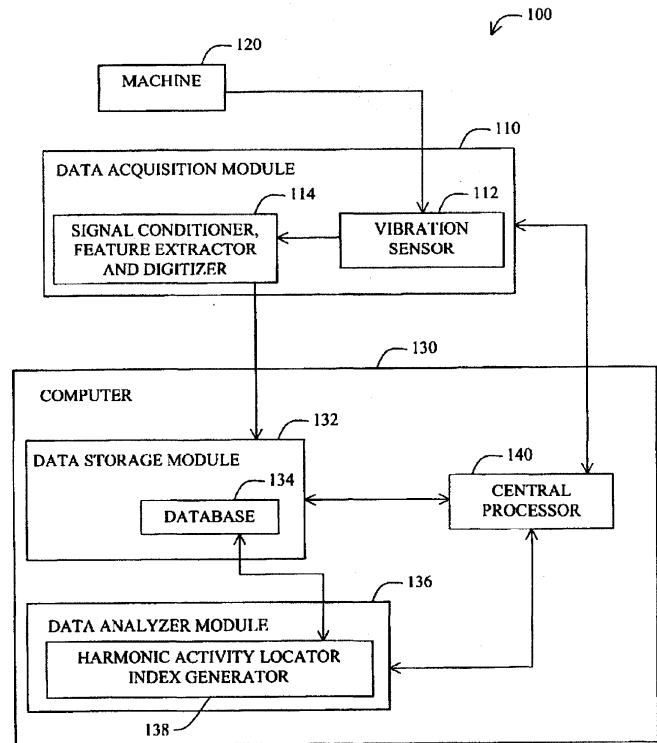 100
120
MACHINE
110
DATA ACQUISITION MODULE
114
112
SIGNAL CONDITIONER,
FEATURE EXTRACTOR
AND DIGITIZER
VIBRATION
SENSOR
130
COMPUTER
132
DATA STORAGE MODULE
134
DATABASE
140
CENTRAL
PROCESSOR
136
DATA ANALYZER MODULE
HARMONIC ACTIVITY LOCATOR
INDEX GENERATOR
138